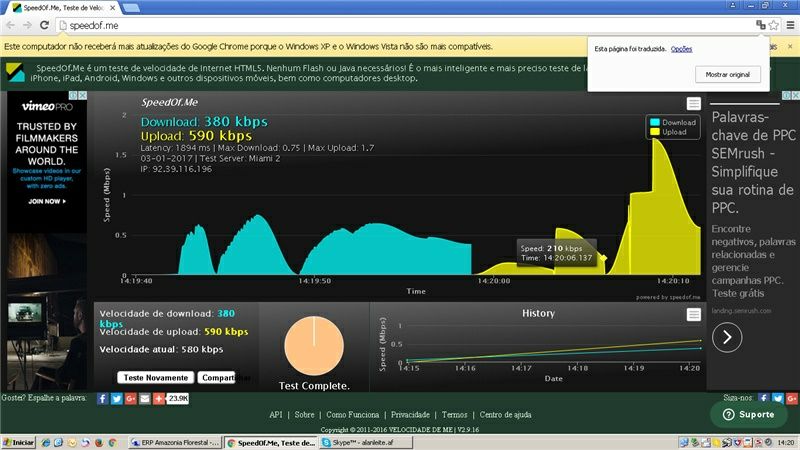 SpeedOf.Me, Teste de Veloc
speedof.me
Este computador não receberá mais atualizações do Google Chrome porque o Windows XP e o Windows Vista não são mais compatíveis.
Esta página foi traduzida. Opções
Mostrar original
SpeedOf.Me é um teste de velocidade de Internet HTML5. Nenhum Flash ou Java necessários! É o mais inteligente e mais preciso teste de
iPhone, iPad, Android, Windows e outros dispositivos móveis, bem como computadores desktop.
vimeo PRO
TRUSTED BY
FILMMAKERS
AROUND THE
WORLD.
Showcase videos in our
custom HD player,
with zero ads.
JOIN NOW >
SpeedOf.Me
Download: 380 kbps
Upload: 590 kbps
Latency: 1894 ms | Max Download: 0.75 | Max Upload: 1.7
03-01-2017 | Test Server: Miami 2
IP: 92.39.116.196
Download
Upload
Speed (Mbps)
2
1.5
1
0.5
0
Speed: 210 kbps
Time: 14:20:06.137
14:19:40
14:19:50
14:20:00
14:20:10
Time
powered by speedof.me
Palavras-
chave de PPC
SEMrush -
Simplifique
sua rotina de
PPC.
Encontre
negativos, palavras
relacionadas e
gerencie
campanhas PPC.
Teste grátis
landing.semrush.com
Velocidade de download: 380
kbps
Velocidade de upload: 590 kbps
Velocidade atual: 580 kbps
Teste Novamente
Compartilhar
Test Complete.
History
Speed (Mbps)
1
0.5
0
14:15
14:16
14:17
14:18
14:19
14:20
Date
Gostei? Espalhe a palavra:
23.9K
Siga-nos:
API | Sobre | Como Funciona | Privacidade | Termos | Centro de ajuda
Suporte
Copyright © 2011-2016 VELOCIDADE DE ME | V2.9.16
Iniciar
ERP Amazonia Florestal -...
SpeedOf.Me, Teste de...
Skype™ - alanleite.af
14:20